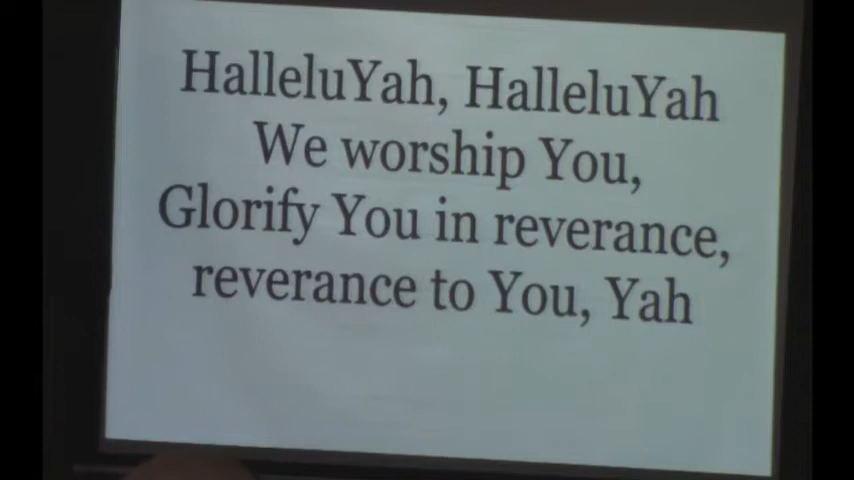 HalleluYah, HalleluYah
We worship You,
Glorify You in reverance,
reverance to You, Yah